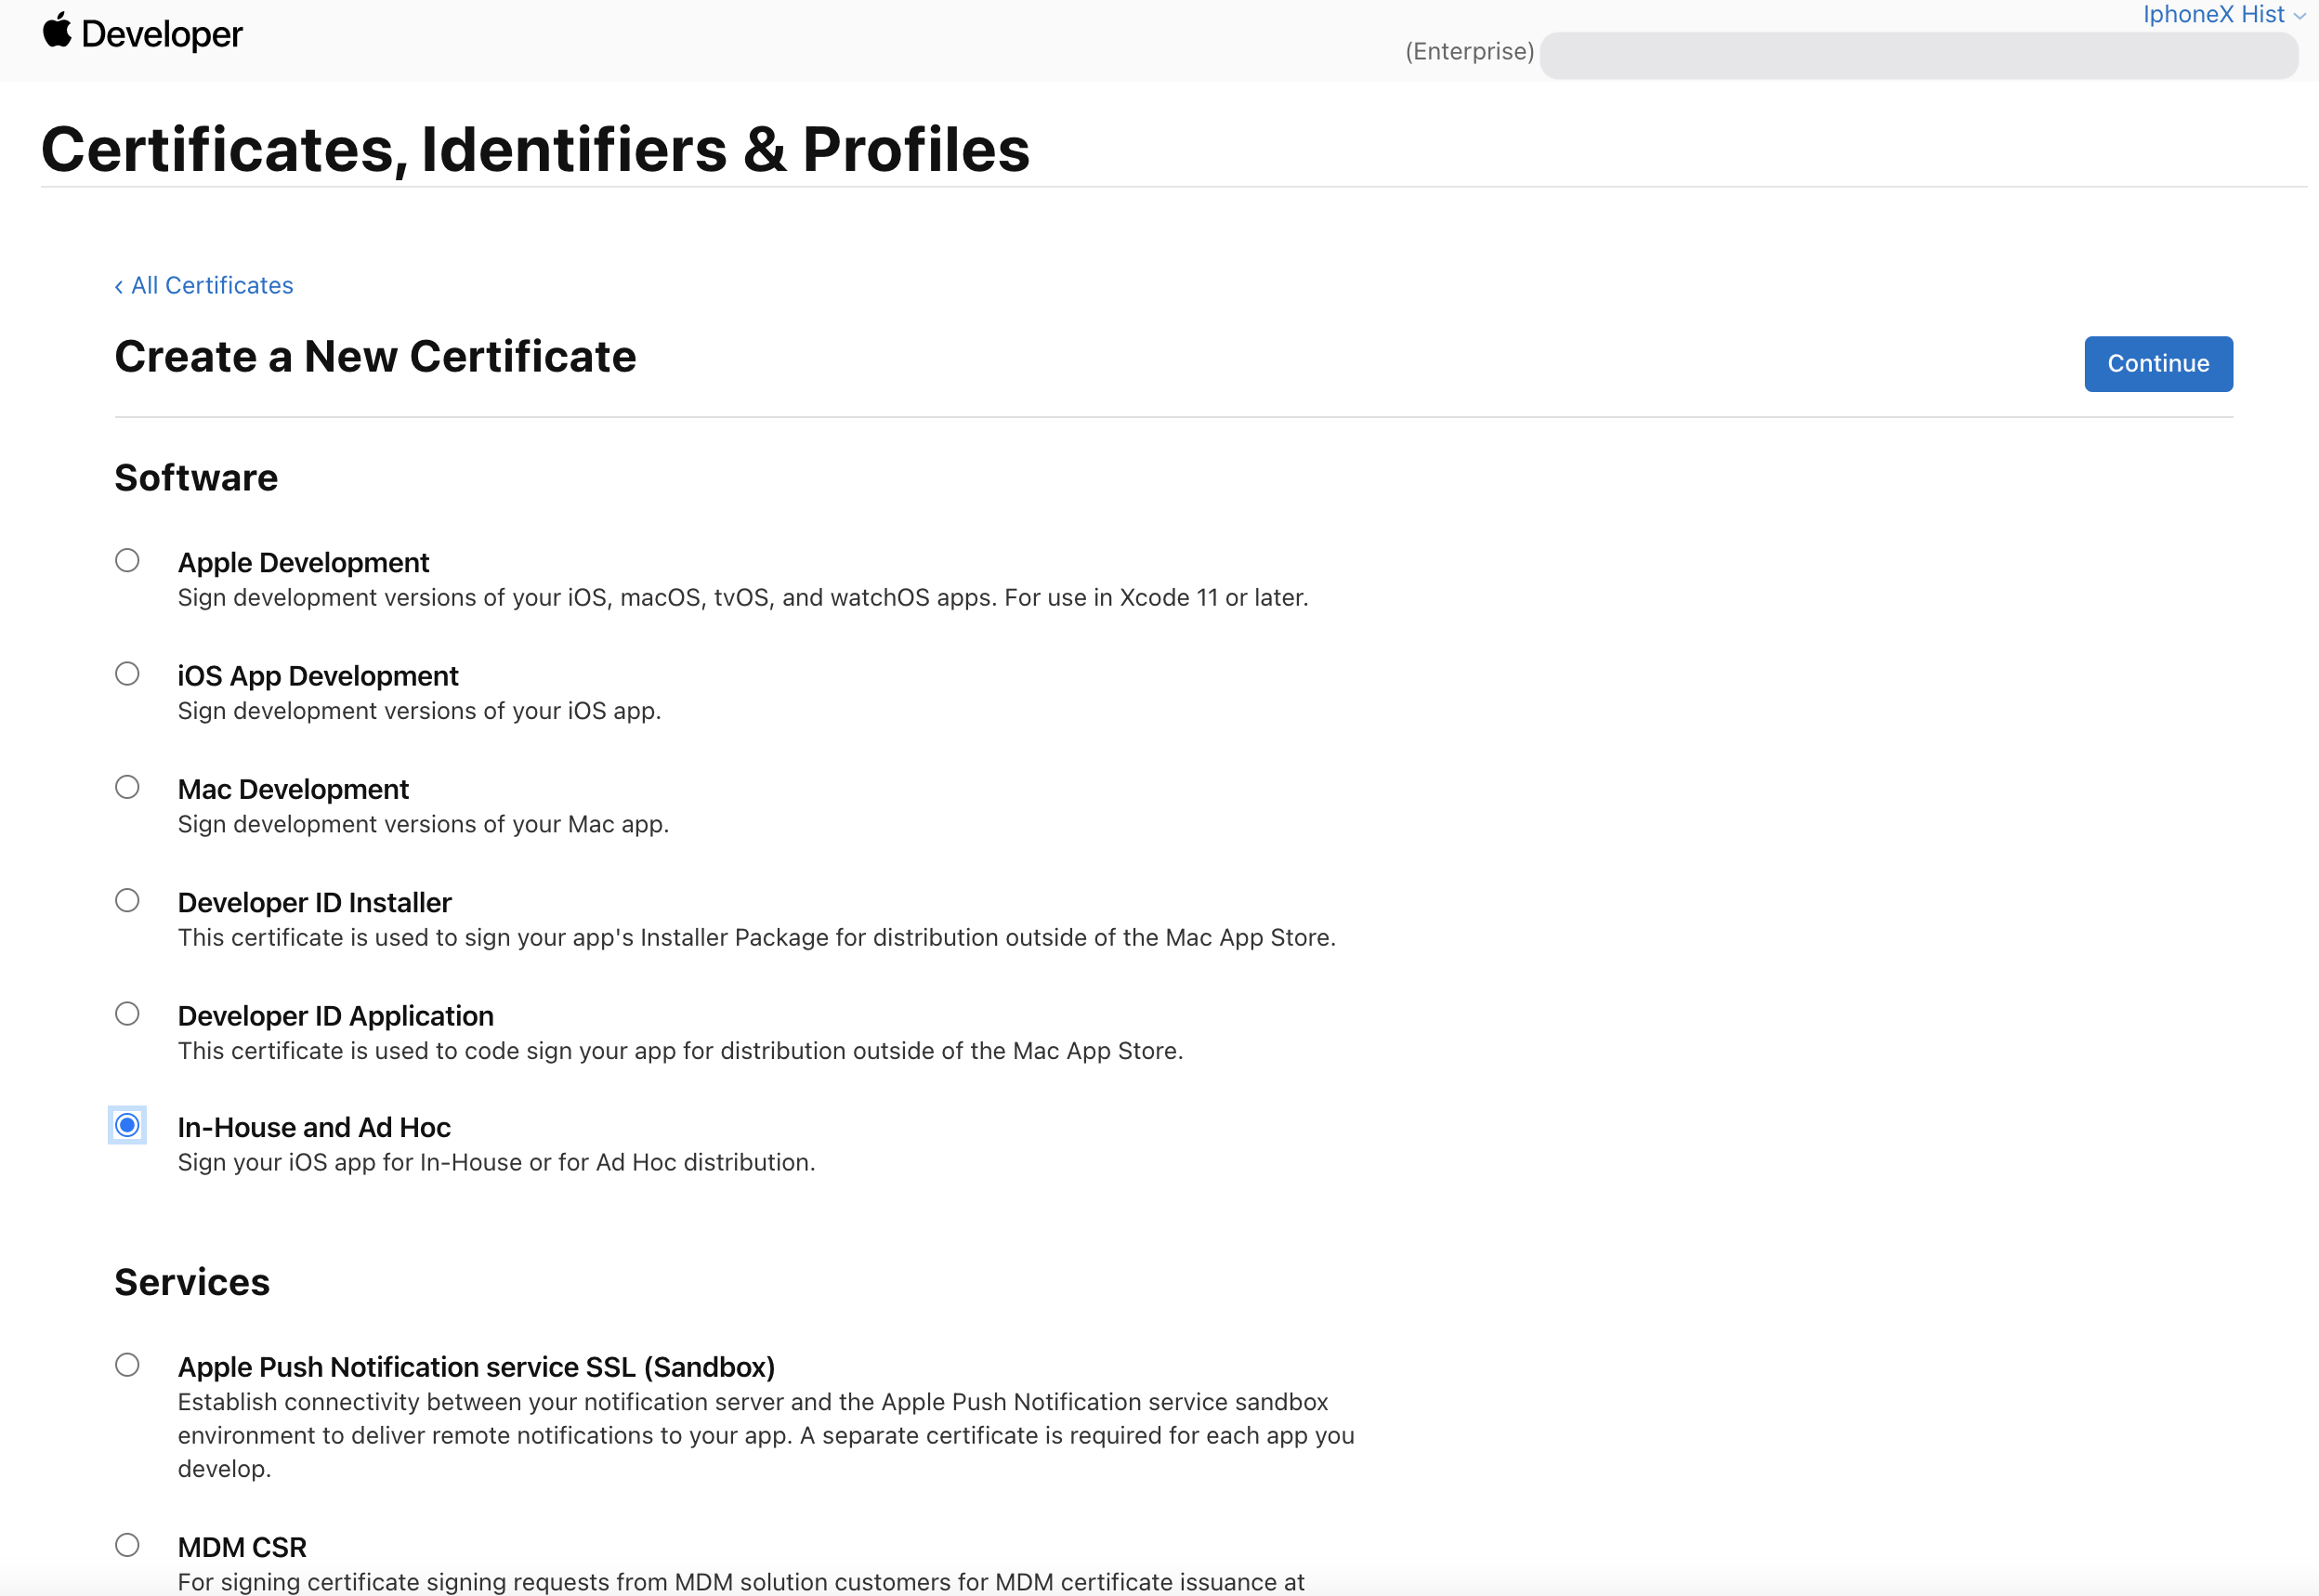 Developer
IphoneX Hist
(Enterprise)
Certificates, Identifiers & Profiles
‹ All Certificates
Create a New Certificate
Continue
Software
Apple Development
Sign development versions of your iOS, macOS, tvOS, and watchOS apps. For use in Xcode 11 or later.
iOS App Development
Sign development versions of your iOS app.
Mac Development
Sign development versions of your Mac app.
Developer ID Installer
This certificate is used to sign your app's Installer Package for distribution outside of the Mac App Store.
Developer ID Application
This certificate is used to code sign your app for distribution outside of the Mac App Store.
In-House and Ad Hoc
Sign your iOS app for In-House or for Ad Hoc distribution.
Services
Apple Push Notification service SSL (Sandbox)
Establish connectivity between your notification server and the Apple Push Notification service sandbox
environment to deliver remote notifications to your app. A separate certificate is required for each app you
develop.
MDM CSR
For signing certificate signing requests from MDM solution customers for MDM certificate issuance at